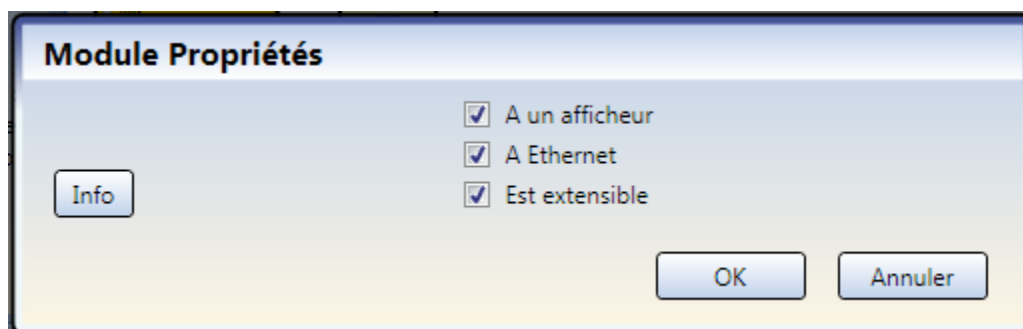 Module Propriétés
A un afficheur
A Ethernet
Est extensible
Info
OK
Annuler